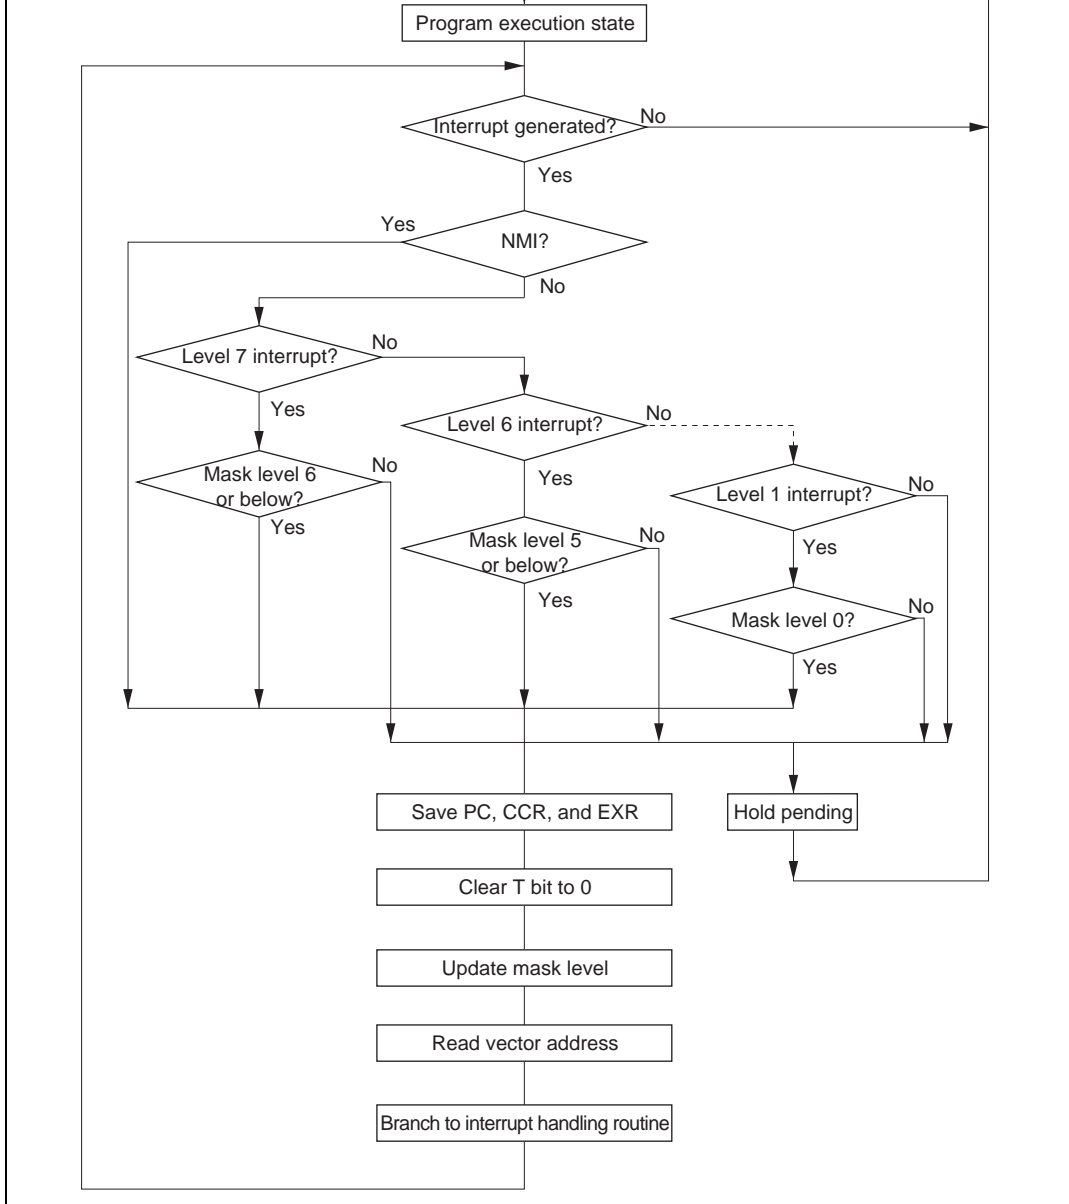 Program execution state
Interrupt generated?
No
Yes
Yes
NMI?
No
Level 7 interrupt?
No
Yes
Level 6 interrupt?
No
Mask level 6
or below?
No
Yes
Yes
Level 1 interrupt?
No
Mask level 5
or below?
No
Yes
Yes
Mask level 0?
No
Yes
Save PC, CCR, and EXR
Hold pending
Clear T bit to 0
Update mask level
Read vector address
Branch to interrupt handling routine